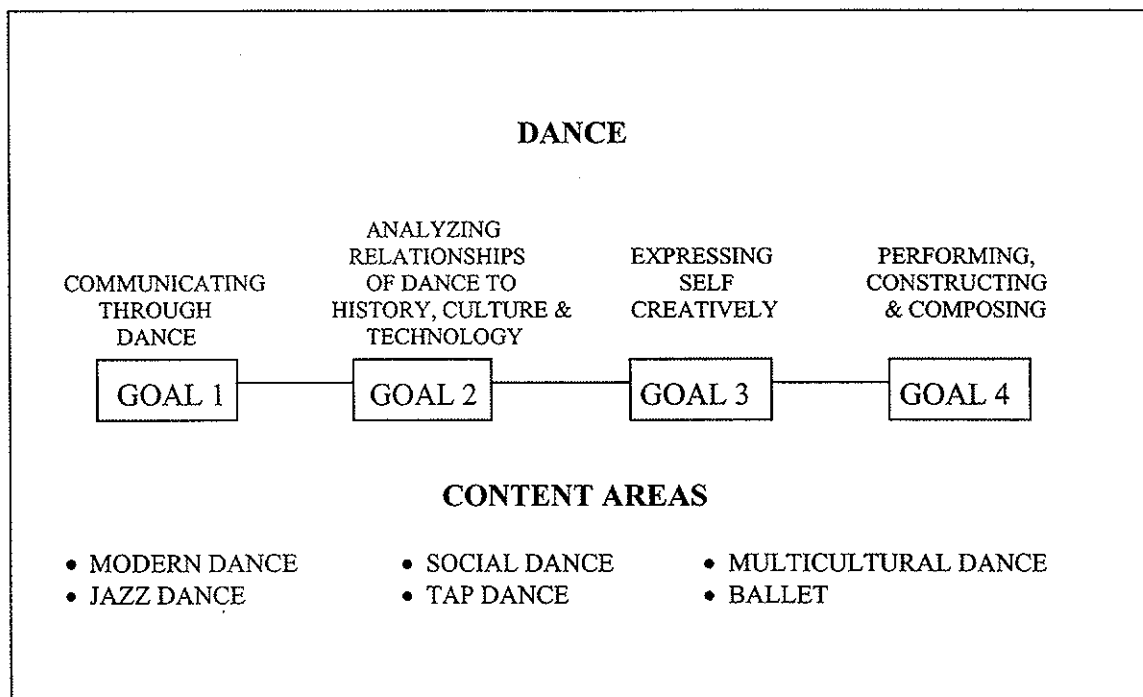 DANCE
COMMUNICATING
THROUGH
DANCE
ANALYZING
RELATIONSHIPS
OF DANCE TO
HISTORY, CULTURE &
TECHNOLOGY
EXPRESSING
SELF
CREATIVELY
PERFORMING,
CONSTRUCTING
& COMPOSING
GOAL 1
GOAL 2
GOAL 3
GOAL 4
CONTENT AREAS
• MODERN DANCE
• JAZZ DANCE
• SOCIAL DANCE
• TAP DANCE
• MULTICULTURAL DANCE
• BALLET